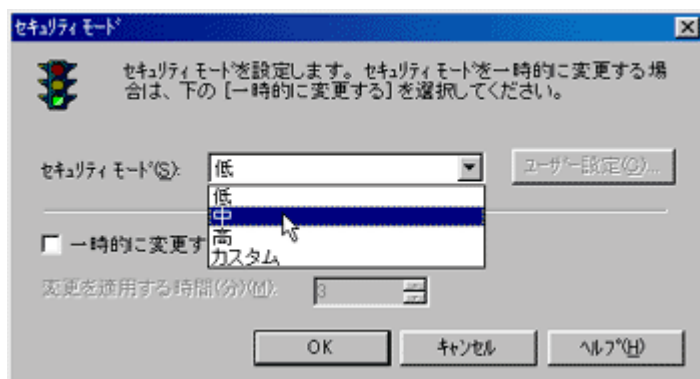 セキュリティ モード
セキュリティ モードを設定します。セキュリティ モードを一時的に変更する場
合は、下の [一時的に変更する] を選択してください。
セキュリティ モード(S):
低
ユーザー設定(C)...
低
中
高
カスタム
一時的に変更す
変更を適用する時間(分)(M):
3
OK
キャンセル
ヘルプ(H)